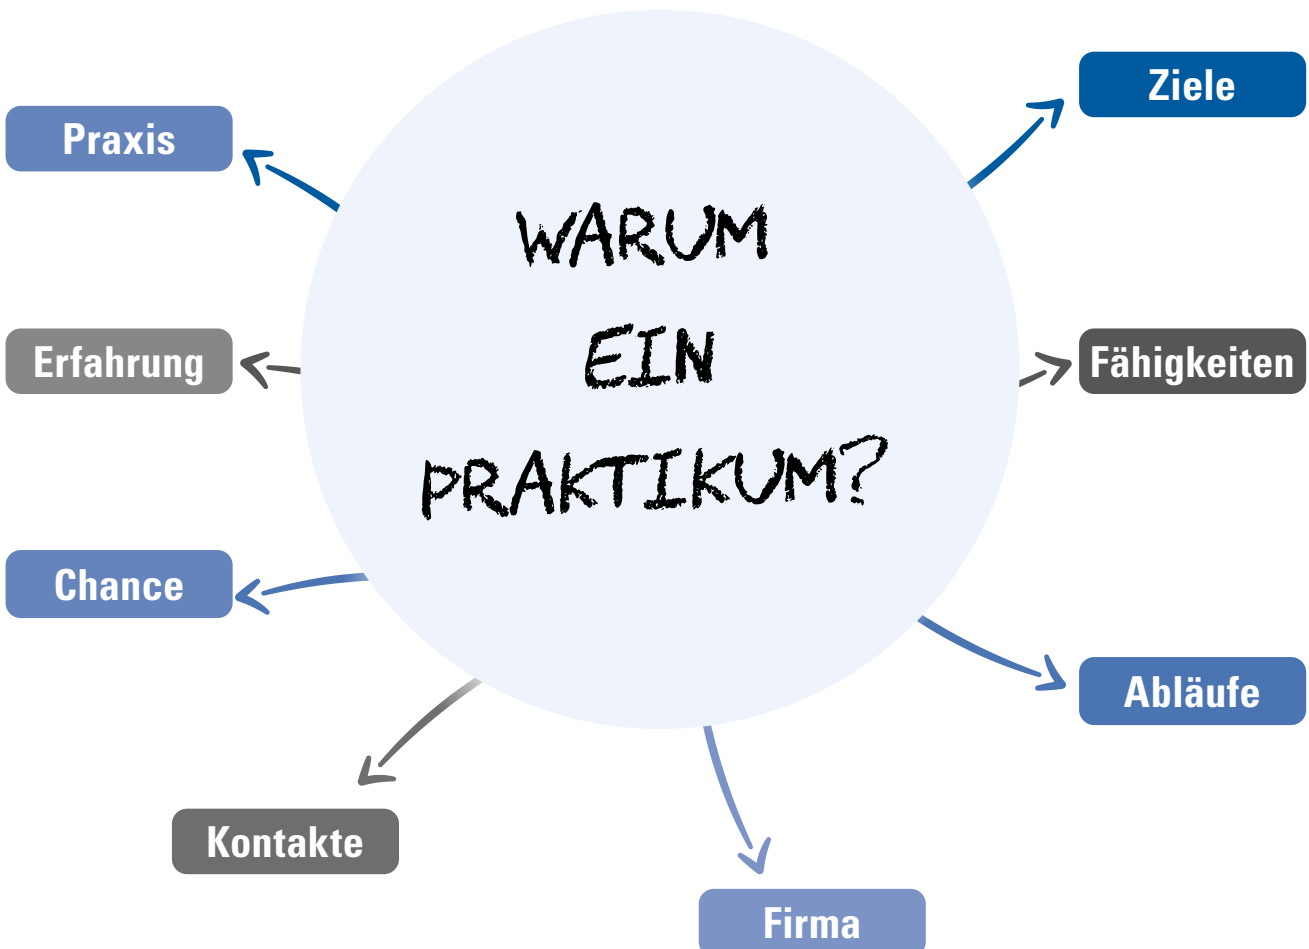 Ziele
Praxis
WARUM
EIN
PRAKTIKUM?
Erfahrung
Fähigkeiten
Chance
Abläufe
Kontakte
Firma